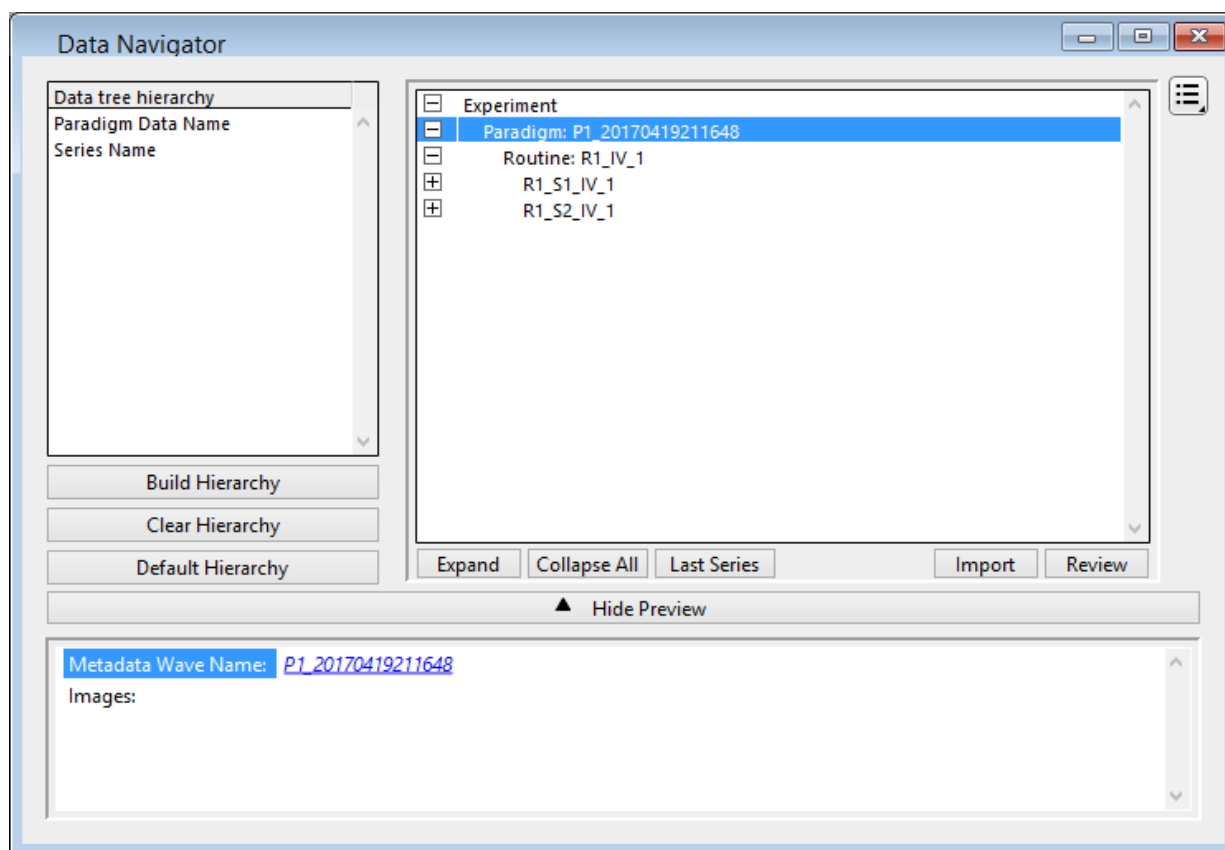 Data Navigator
Data tree hierarchy
Paradigm Data Name
Series Name
Build Hierarchy
Clear Hierarchy
Default Hierarchy
Experiment
Paradigm: P1_20170419211648
Routine: R1_IV_1
R1_S1_IV_1
R1_S2_IV_1
Expand Collapse All Last Series Import Review
Hide Preview
Metadata Wave Name: P1_20170419211648
Images: